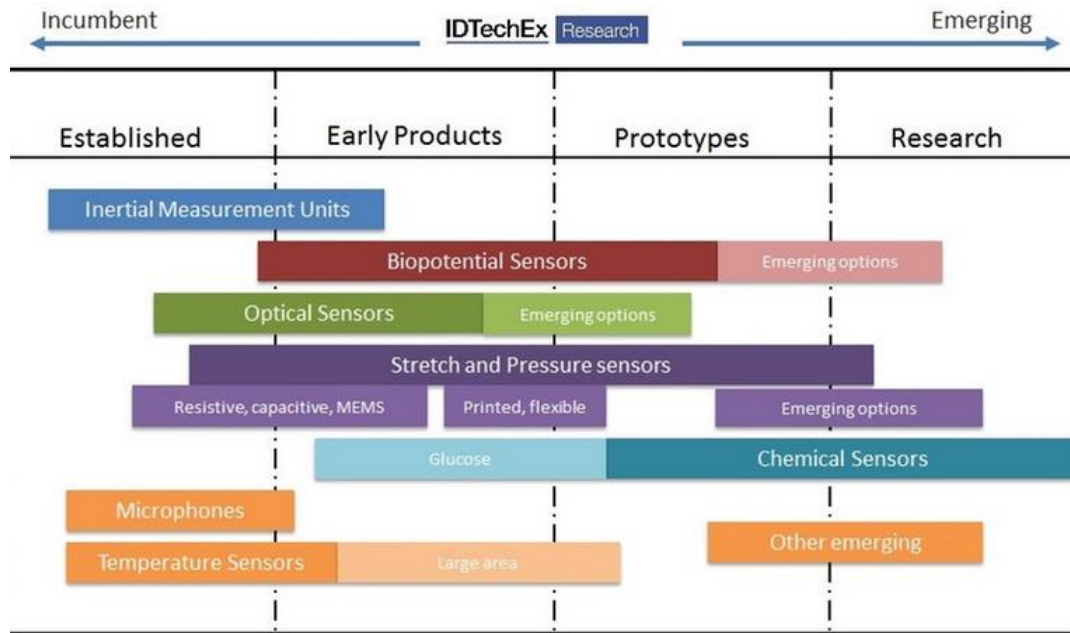 Incumbent
IDTechEx Research
Emerging
Established
Early Products
Prototypes
Research
Inertial Measurement Units
Biopotential Sensors
Emerging options
Optical Sensors
Emerging options
Stretch and Pressure sensors
Resistive, capacitive, MEMS
Printed, flexible
Emerging options
Glucose
Chemical Sensors
Microphones
Other emerging
Temperature Sensors
Large area